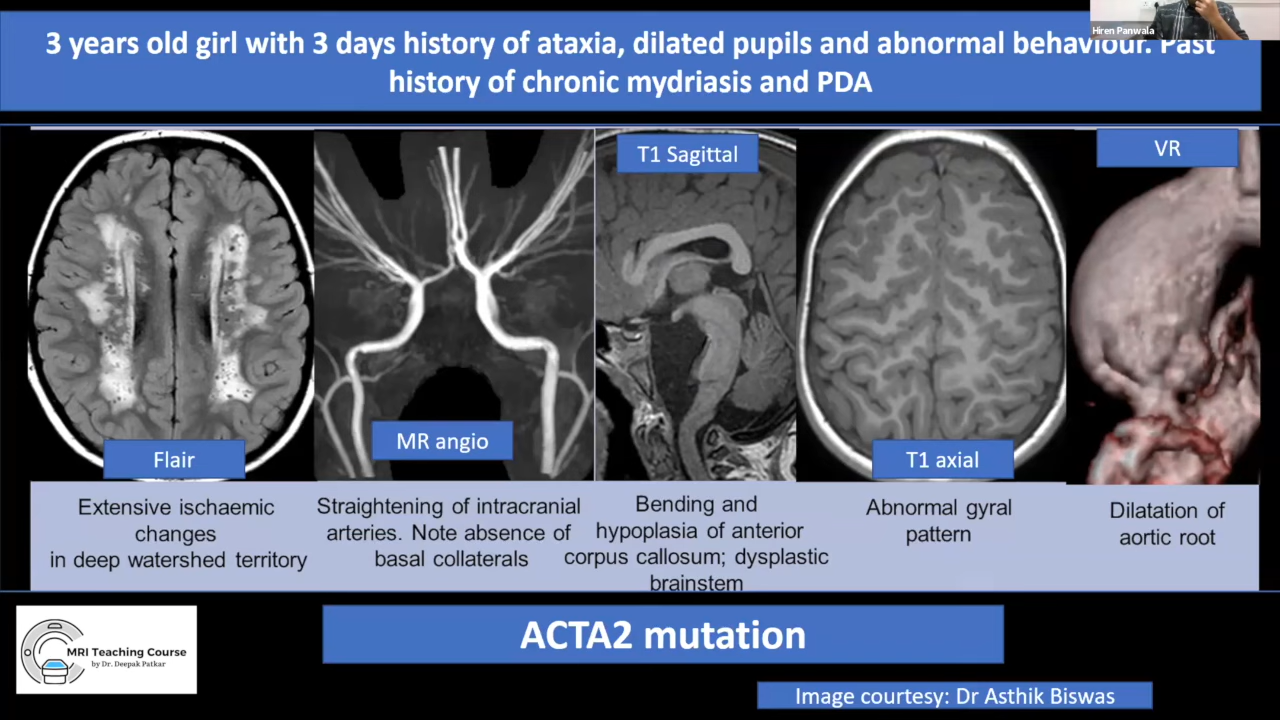 Hiren Panwala
3 years old girl with 3 days history of ataxia, dilated pupils and abnormal behaviour. Past
history of chronic mydriasis and PDA
T1 Sagittal
VR
MR angio
Flair
T1 axial
Extensive ischaemic
changes
in deep watershed territory
Straightening of intracranial
arteries. Note absence of
basal collaterals
Bending and
hypoplasia of anterior
corpus callosum; dysplastic
brainstem
Abnormal gyral
pattern
Dilatation of
aortic root
MRI Teaching Course
by Dr. Deepak Patkar
ACTA2 mutation
Image courtesy: Dr Asthik Biswas